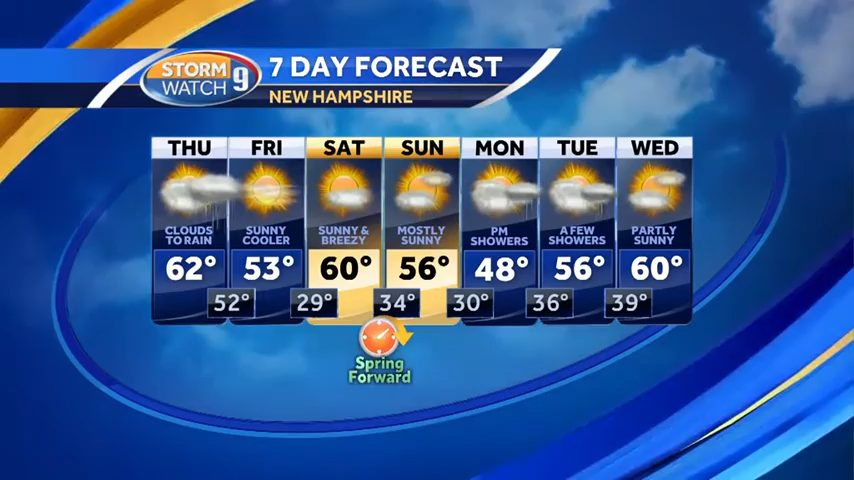 STORM
WATCH 9
7 DAY FORECAST
NEW HAMPSHIRE
THU FRI SAT SUN MON TUE WED
CLOUDS TO RAIN
SUNNY COOLER
SUNNY & BREEZY
MOSTLY SUNNY
PM SHOWERS
A FEW SHOWERS
PARTLY SUNNY
62° 53° 60° 56° 48° 56° 60°
52° 29° 34° 30° 36° 39°
Spring
Forward